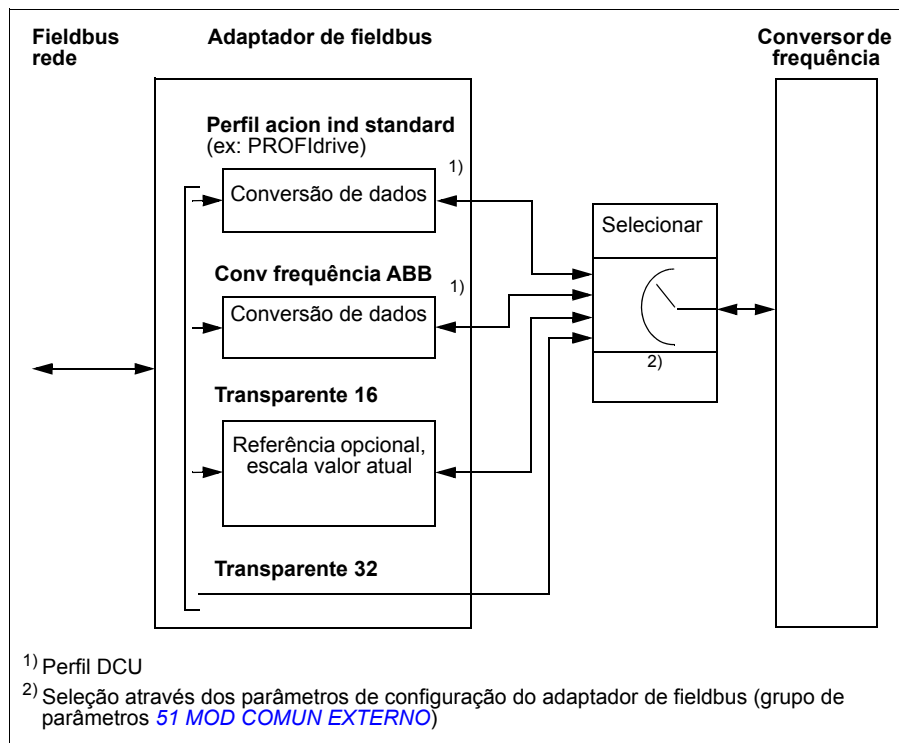 Fieldbus
rede
Adaptador de fieldbus
Conversor de
frequência
Perfil acion ind standard
(ex: PROFIdrive)
1)
Conversão de dados
Selecionar
Conv frequência ABB
1)
Conversão de dados
2)
Transparente 16
Referência opcional,
escala valor atual
Transparente 32
1) Perfil DCU
2) Seleção através dos parâmetros de configuração do adaptador de fieldbus (grupo de
parâmetros 51 MOD COMUN EXTERNO)